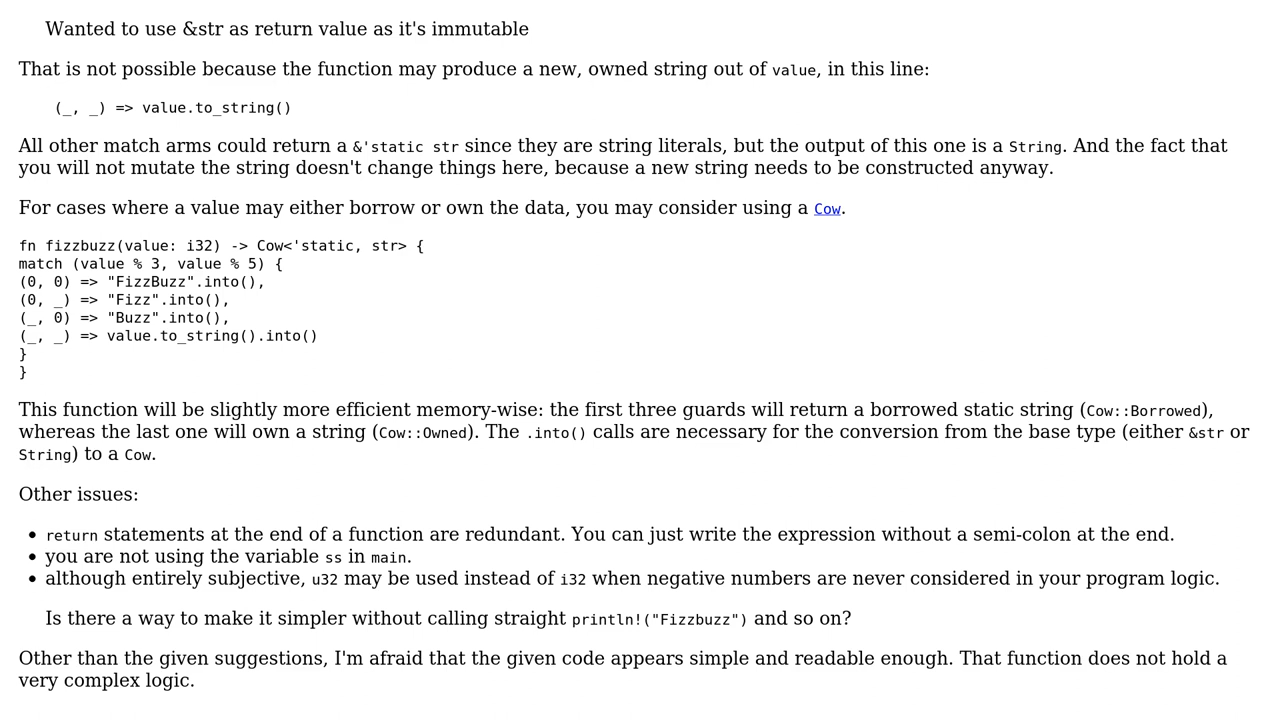 Wanted to use &str as return value as it's immutable
That is not possible because the function may produce a new, owned string out of value, in this line:
(_, _) => value.to_string()
All other match arms could return a &'static str since they are string literals, but the output of this one is a String. And the fact that
you will not mutate the string doesn't change things here, because a new string needs to be constructed anyway.
For cases where a value may either borrow or own the data, you may consider using a Cow.
fn fizzbuzz(value: i32) -> Cow<'static, str> {
match (value % 3, value % 5) {
(0, 0) => "FizzBuzz".into(),
(0, _) => "Fizz".into(),
(_, 0) => "Buzz".into(),
(_, _) => value.to_string().into()
}
}
This function will be slightly more efficient memory-wise: the first three guards will return a borrowed static string (Cow::Borrowed),
whereas the last one will own a string (Cow::Owned). The .into() calls are necessary for the conversion from the base type (either &str or
String) to a Cow.
Other issues:
• return statements at the end of a function are redundant. You can just write the expression without a semi-colon at the end.
• you are not using the variable ss in main.
• although entirely subjective, u32 may be used instead of i32 when negative numbers are never considered in your program logic.
Is there a way to make it simpler without calling straight println!("Fizzbuzz") and so on?
Other than the given suggestions, I'm afraid that the given code appears simple and readable enough. That function does not hold a
very complex logic.